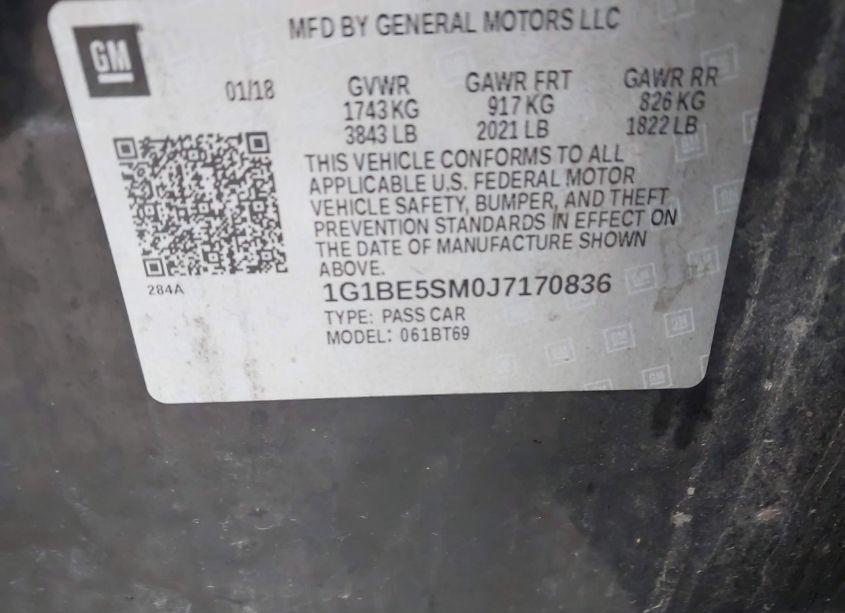 GM
MFD BY GENERAL MOTORS LLC
01/18
GVWR GAWR FRT GAWR RR
1743 KG 917 KG 826 KG
3843 LB 2021 LB 1822 LB
THIS VEHICLE CONFORMS TO ALL
APPLICABLE U.S. FEDERAL MOTOR
VEHICLE SAFETY, BUMPER, AND THEFT
PREVENTION STANDARDS IN EFFECT ON
THE DATE OF MANUFACTURE SHOWN
ABOVE.
284A
1G1BE5SM0J7170836
TYPE: PASS CAR
MODEL: 061BT69